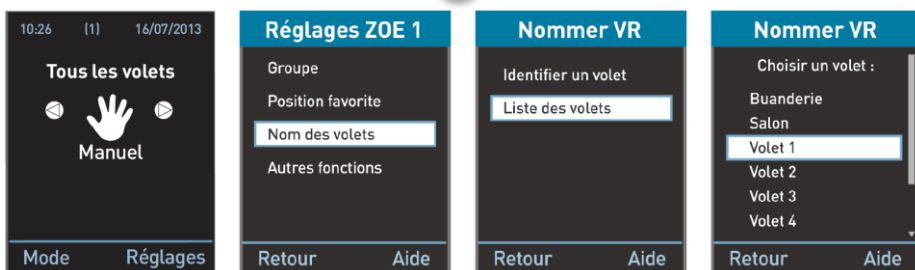 10:26 (1) 16/07/2013
Tous les volets
Manuel
Mode Réglages
Réglages ZOE 1
Groupe
Position favorite
Nom des volets
Autres fonctions
Retour Aide
Nommer VR
Identifier un volet
Liste des volets
Retour Aide
Nommer VR
Choisir un volet :
Buanderie
Salon
Volet 1
Volet 2
Volet 3
Volet 4
Retour Aide